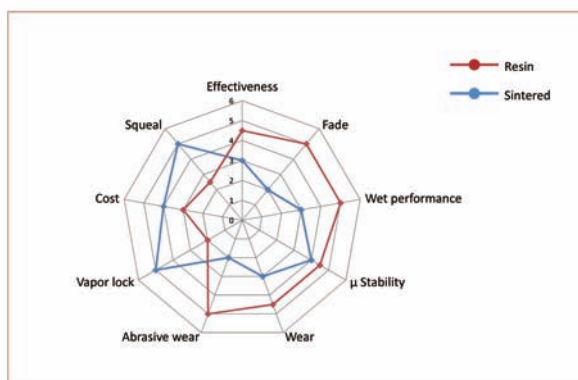 Resin
Sintered
Effectiveness
Squeal
Fade
Cost
Wet performance
Vapor lock
µ Stability
Abrasive wear
Wear
6
5
4
3
2
1
0